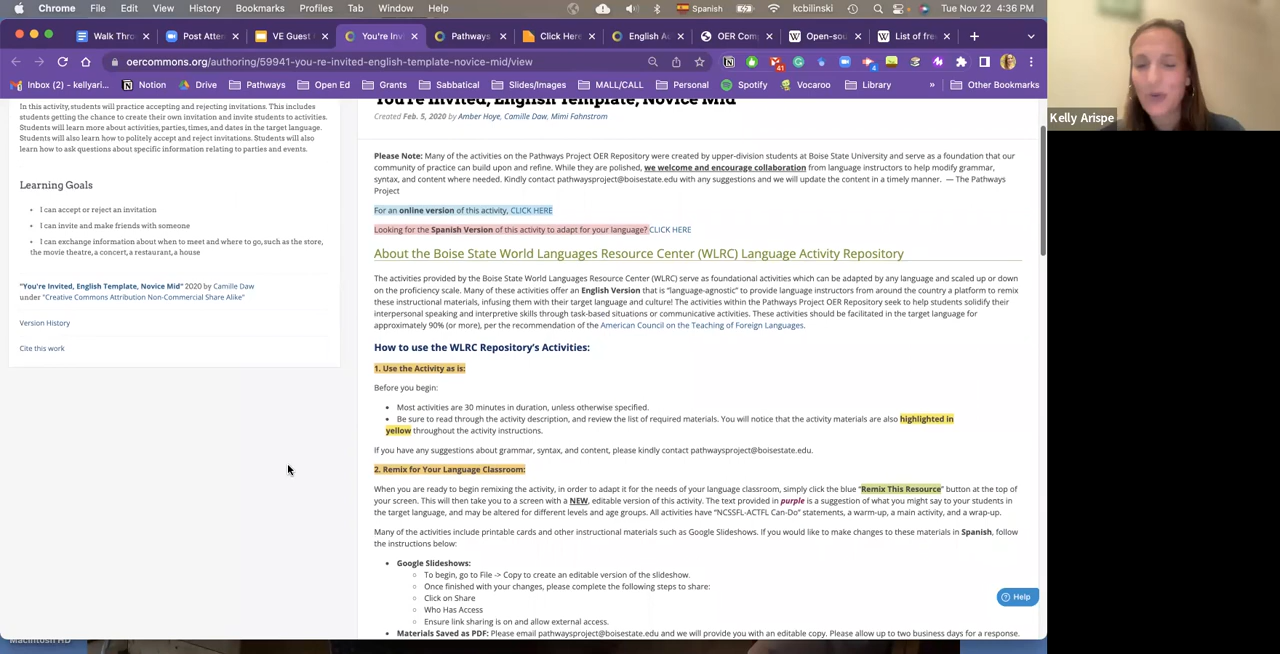 Chrome File Edit View History Bookmarks Profiles Tab Window Help Spanish kcbilinski Tue Nov 22 4:36 PM
Walk Thro Post Atten VE Guest You're Invi Pathways Click Here English Ac OER Com Open-sou List of fre
oercommons.org/authoring/59941-you-re-invited-english-template-novice-mid/view
Inbox (2) - kellyari... Notion Drive Pathways Open Ed Grants Sabbatical Slides/Images MALL/CALL Personal Spotify Vocaroo Library » Other Bookmarks
Kelly Arispe
In this activity, students will practice accepting and rejecting invitations. This includes
students getting the chance to create their own invitation and invite students to activities.
Students will learn more about activities, parties, times, and dates in the target language.
Students will also learn how to politely accept and reject invitations. Students will also
learn how to ask questions about specific information relating to parties and events.
Learning Goals
• I can accept or reject an invitation
• I can invite and make friends with someone
• I can exchange information about when to meet and where to go, such as the store,
the movie theatre, a concert, a restaurant, a house
"You're Invited, English Template, Novice Mid" 2020 by Camille Daw
under "Creative Commons Attribution Non-Commercial Share Alike"
Version History
Cite this work
You're Invited, English Template, Novice Mid
Created Feb. 5, 2020 by Amber Hoye, Camille Daw, Mimi Fahnstrom
Please Note: Many of the activities on the Pathways Project OER Repository were created by upper-division students at Boise State University and serve as a foundation that our
community of practice can build upon and refine. While they are polished, we welcome and encourage collaboration from language instructors to help modify grammar,
syntax, and content where needed. Kindly contact pathwaysproject@boisestate.edu with any suggestions and we will update the content in a timely manner. — The Pathways
Project
For an online version of this activity, CLICK HERE
Looking for the Spanish Version of this activity to adapt for your language? CLICK HERE
About the Boise State World Languages Resource Center (WLRC) Language Activity Repository
The activities provided by the Boise State World Languages Resource Center (WLRC) serve as foundational activities which can be adapted by any language and scaled up or down
on the proficiency scale. Many of these activities offer an English Version that is “language-agnostic” to provide language instructors from around the country a platform to remix
these instructional materials, infusing them with their target language and culture! The activities within the Pathways Project OER Repository seek to help students solidify their
interpersonal speaking and interpretive skills through task-based situations or communicative activities. These activities should be facilitated in the target language for
approximately 90% (or more), per the recommendation of the American Council on the Teaching of Foreign Languages.
How to use the WLRC Repository's Activities:
1. Use the Activity as is:
Before you begin:
• Most activities are 30 minutes in duration, unless otherwise specified.
• Be sure to read through the activity description, and review the list of required materials. You will notice that the activity materials are also highlighted in
yellow throughout the activity instructions.
If you have any suggestions about grammar, syntax, and content, please kindly contact pathwaysproject@boisestate.edu.
2. Remix for Your Language Classroom:
When you are ready to begin remixing the activity, in order to adapt it for the needs of your language classroom, simply click the blue “Remix This Resource” button at the top of
your screen. This will then take you to a screen with a NEW, editable version of this activity. The text provided in purple is a suggestion of what you might say to your students in
the target language, and may be altered for different levels and age groups. All activities have “NCSSFL-ACTFL Can-Do” statements, a warm-up, a main activity, and a wrap-up.
Many of the activities include printable cards and other instructional materials such as Google Slideshows. If you would like to make changes to these materials in Spanish, follow
the instructions below:
• Google Slideshows:
○ To begin, go to File -> Copy to create an editable version of the slideshow.
○ Once finished with your changes, please complete the following steps to share:
○ Click on Share
○ Who Has Access
○ Ensure link sharing is on and allow external access.
• Materials Saved as PDF: Please email pathwaysproject@boisestate.edu and we will provide you with an editable copy. Please allow up to two business days for a response.
Help
Macintosh HD